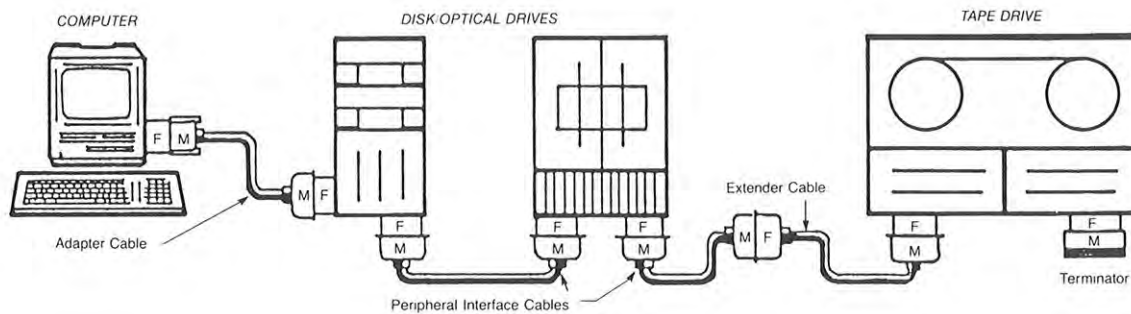 COMPUTER
DISK/OPTICAL DRIVES
TAPE DRIVE
F M
M F
F
M
F
M
F
M
M F
F
M
F
M
Adapter Cable
Extender Cable
Peripheral Interface Cables
Terminator